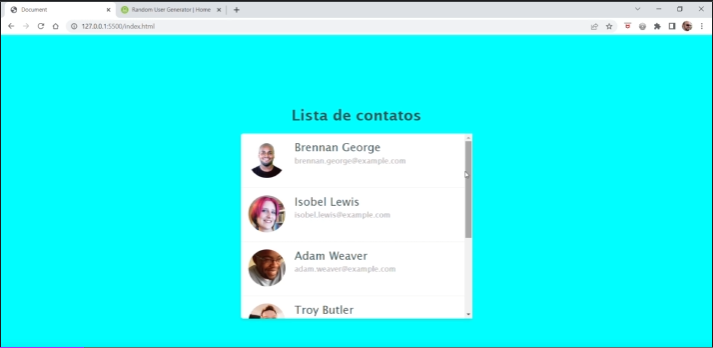 Document
Random User Generator | Home
127.0.0.1:5500/index.html
Lista de contatos
Brennan George
brennan.george@example.com
Isobel Lewis
isobel.lewis@example.com
Adam Weaver
adam.weaver@example.com
Troy Butler